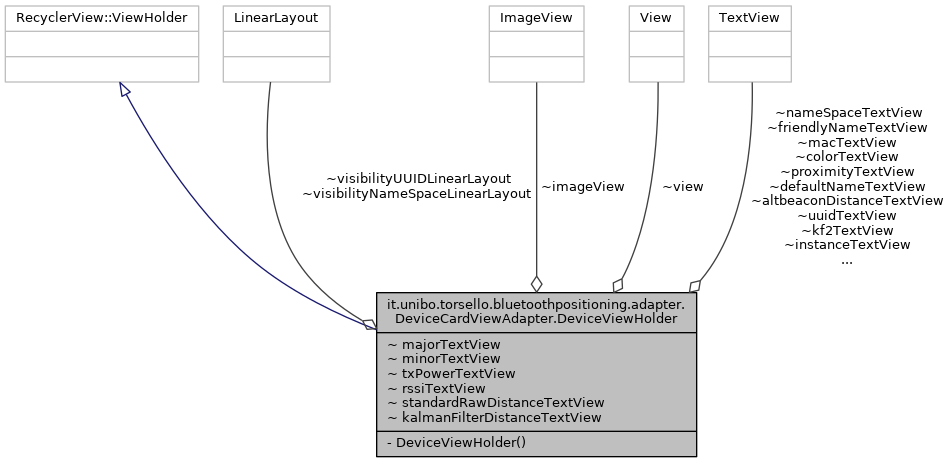 RecyclerView::ViewHolder
LinearLayout
ImageView
View
TextView
~nameSpaceTextView
~friendlyNameTextView
~macTextView
~colorTextView
~proximityTextView
~defaultNameTextView
~altbeaconDistanceTextView
~uuidTextView
~kf2TextView
~instanceTextView
...
~visibilityUUIDLinearLayout
~visibilityNameSpaceLinearLayout
~imageView
~view
it.unibo.torsello.bluetoothpositioning.adapter.
DeviceCardViewAdapter.DeviceViewHolder
~ majorTextView
~ minorTextView
~ txPowerTextView
~ rssiTextView
~ standardRawDistanceTextView
~ kalmanFilterDistanceTextView
- DeviceViewHolder()